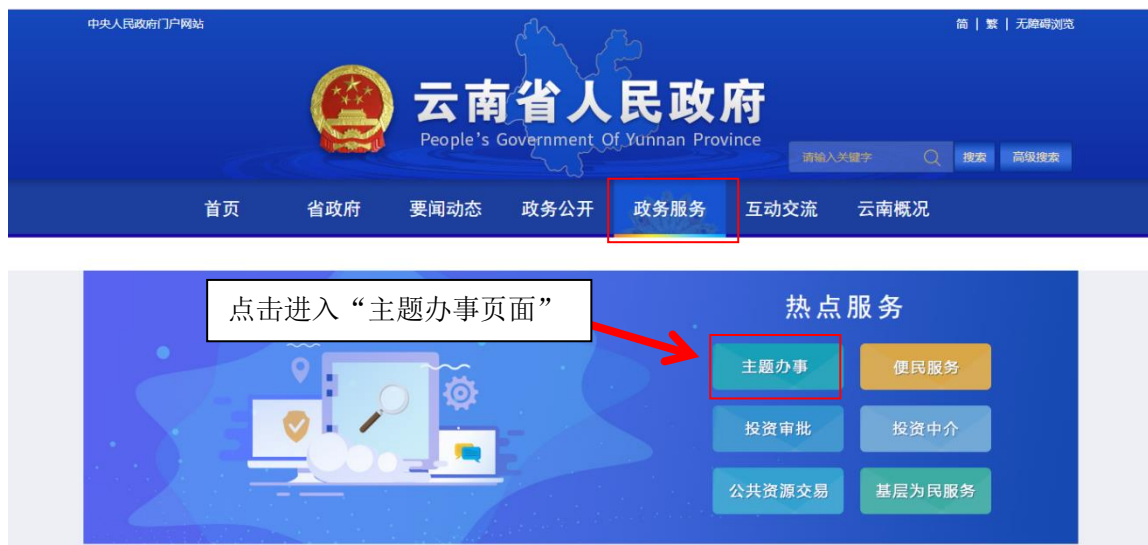 中央人民政府门户网站
简 | 繁 | 无障碍浏览
云南省人民政府
People's Government Of Yunnan Province
请输入关键字 搜索 高级搜索
首页 省政府 要闻动态 政务公开 政务服务 互动交流 云南概况
点击进入“主题办事页面”
热点服务
主题办事 便民服务
投资审批 投资中介
公共资源交易 基层为民服务